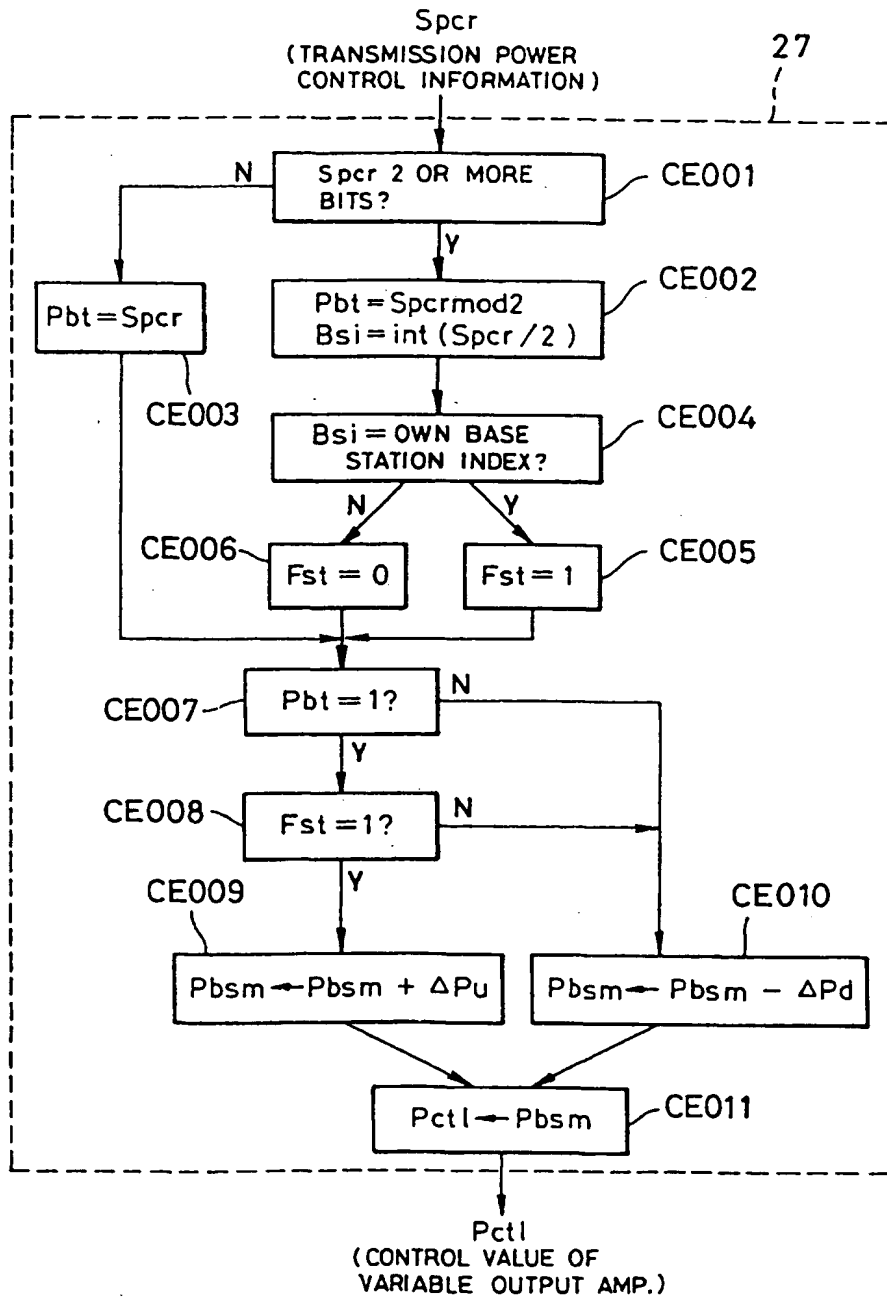 Spcr
(TRANSMISSION POWER
CONTROL INFORMATION)
27
N
Spcr 2 OR MORE
BITS?
CE001
Y
Pbt=Spcr
Pbt=Spcrmod2
Bsi=int(Spcr/2)
CE002
CE003
Bsi=OWN BASE
STATION INDEX?
CE004
N
Y
CE006
Fst=0
Fst=1
CE005
CE007
Pbt=1?
N
Y
CE008
Fst=1?
N
Y
CE009
CE010
Pbsm←Pbsm + ΔPu
Pbsm← Pbsm - ΔPd
Pctl←Pbsm
CE011
Pctl
(CONTROL VALUE OF
VARIABLE OUTPUT AMP.)